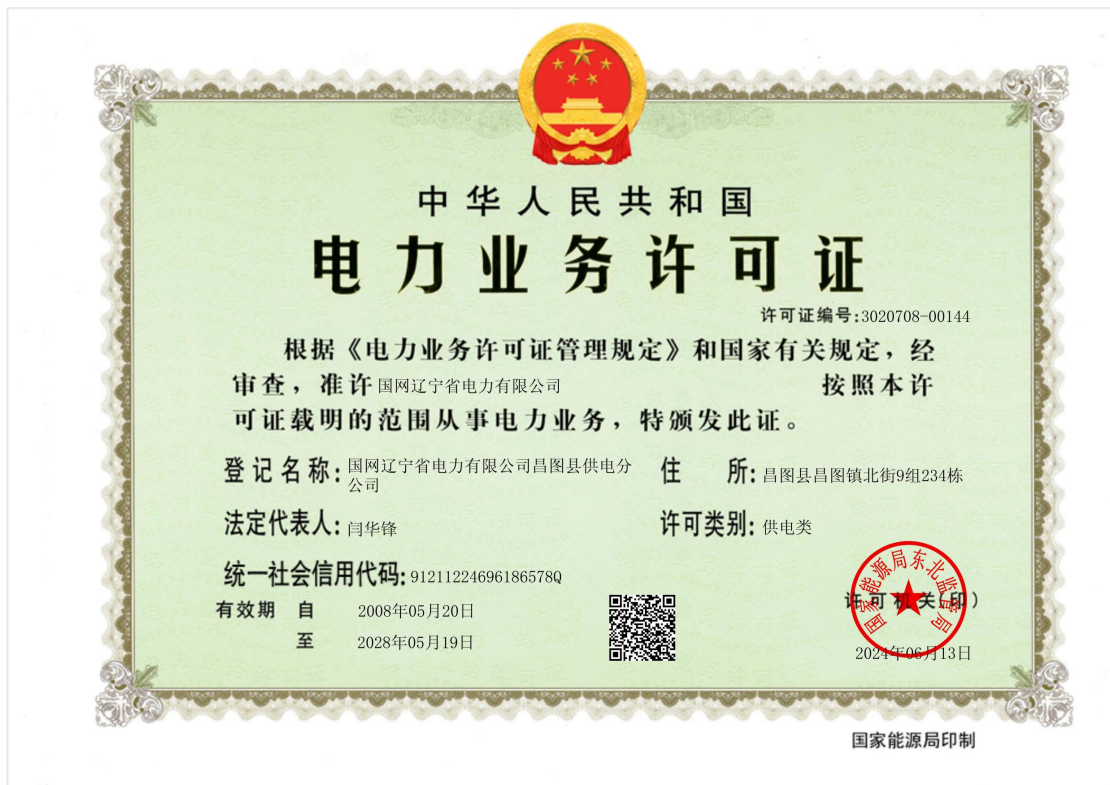 中华人民共和国
电力业务许可证
许可证编号:3020708-00144
根据《电力业务许可证管理规定》和国家有关规定，经
审查，准许 国网辽宁省电力有限公司 按照本许
可证载明的范围从事电力业务，特颁发此证。
登记名称: 国网辽宁省电力有限公司昌图县供电分
公司
住 所: 昌图县昌图镇北街9组234栋
法定代表人: 闫华锋
许可类别: 供电类
统一社会信用代码: 91211224696186578Q
有效期 自 2008年05月20日
至 2028年05月19日
国家能源局东北监管局
许可机关(印)
2024年06月13日
国家能源局印制